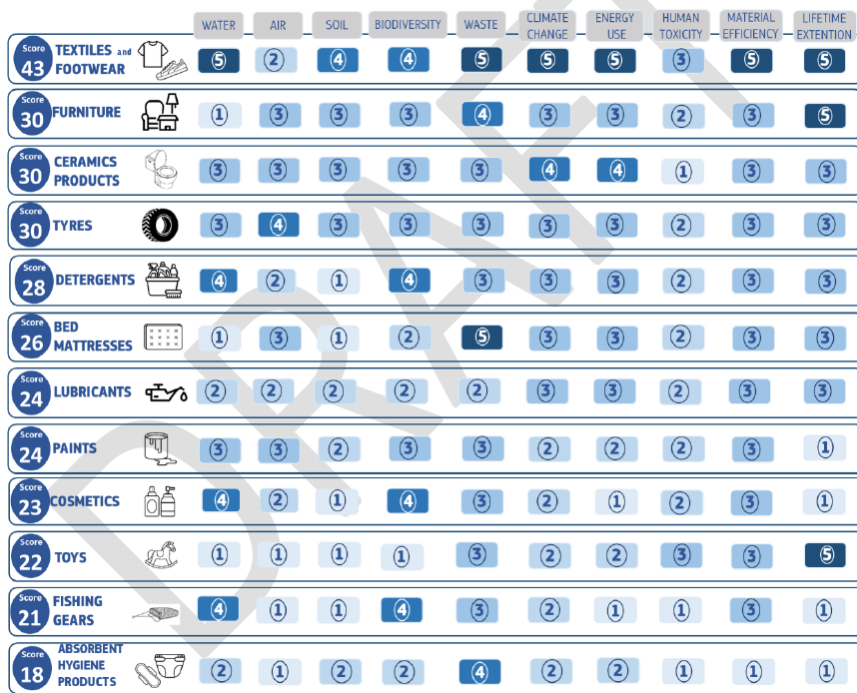 WATER AIR SOIL BIODIVERSITY WASTE CLIMATE CHANGE ENERGY USE HUMAN TOXICITY MATERIAL EFFICIENCY LIFETIME EXTENTION
Score 43 TEXTILES and FOOTWEAR 5 2 4 4 5 5 5 3 5 5
Score 30 FURNITURE 1 3 3 3 4 3 3 2 3 5
Score 30 CERAMICS PRODUCTS 3 3 3 3 3 4 4 1 3 3
Score 30 TYRES 3 4 3 3 3 3 3 2 3 3
Score 28 DETERGENTS 4 2 1 4 3 3 3 2 3 3
Score 26 BED MATTRESSES 1 3 1 2 5 3 3 2 3 3
Score 24 LUBRICANTS 2 2 2 2 2 3 3 2 3 3
Score 24 PAINTS 3 3 2 3 3 2 2 2 3 1
Score 23 COSMETICS 4 2 1 4 3 2 1 2 3 1
Score 22 TOYS 1 1 1 1 3 2 2 3 3 5
Score 21 FISHING GEARS 4 1 1 4 3 2 1 1 3 1
Score 18 ABSORBENT HYGIENE PRODUCTS 2 1 2 2 4 2 2 1 1 1
DRAFT